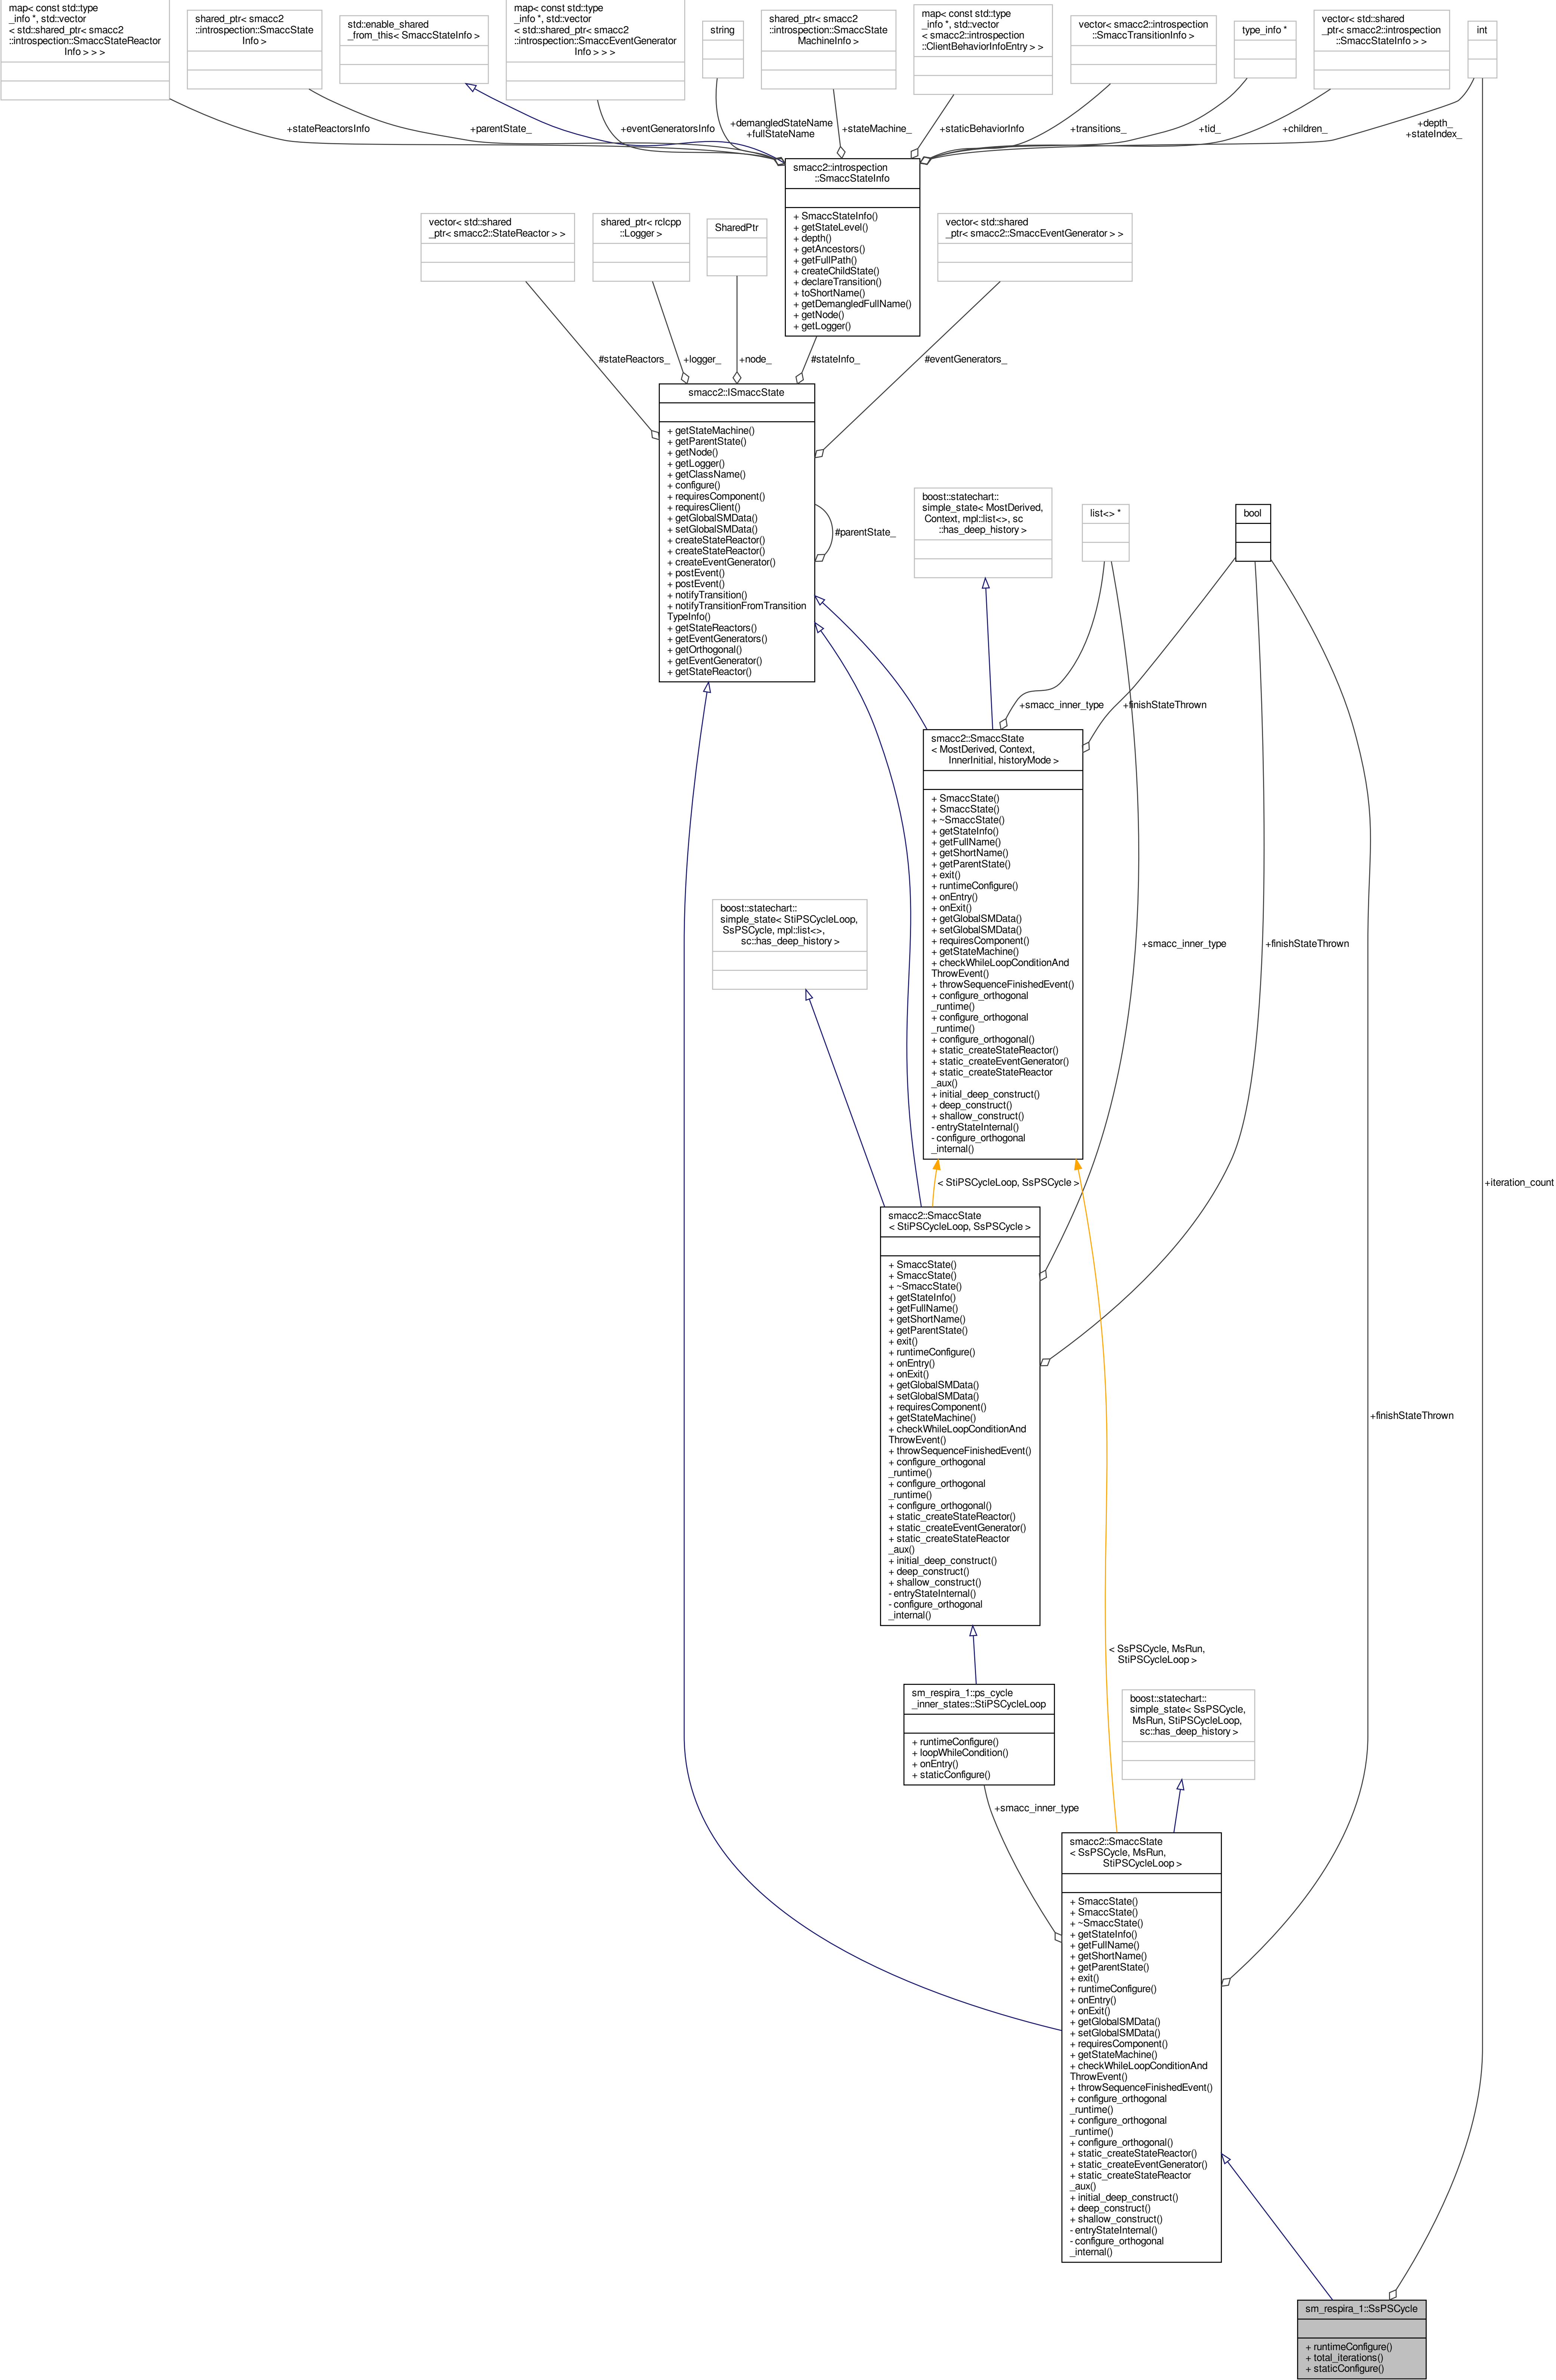 map< const std::type
_info *, std::vector
< std::shared_ptr< smacc2
::introspection::SmaccStateReactor
Info > > >
shared_ptr< smacc2
::introspection::SmaccState
Info >
std::enable_shared
_from_this< SmaccStateInfo >
map< const std::type
_info *, std::vector
< std::shared_ptr< smacc2
::introspection::SmaccEventGenerator
Info > > >
string
shared_ptr< smacc2
::introspection::SmaccState
MachineInfo >
map< const std::type
_info *, std::vector
< smacc2::introspection
::ClientBehaviorInfoEntry > >
vector< smacc2::introspection
::SmaccTransitionInfo >
type_info *
vector< std::shared
_ptr< smacc2::introspection
::SmaccStateInfo > >
int
+stateReactorsInfo
+parentState_
+eventGeneratorsInfo
+demangledStateName
+fullStateName
+stateMachine_
+staticBehaviorInfo
+transitions_
+tid_
+children_
+depth_
+stateIndex_
smacc2::introspection
::SmaccStateInfo
+ SmaccStateInfo()
+ getStateLevel()
+ depth()
+ getAncestors()
+ getFullPath()
+ createChildState()
+ declareTransition()
+ toShortName()
+ getDemangledFullName()
+ getNode()
+ getLogger()
vector< std::shared
_ptr< smacc2::StateReactor > >
shared_ptr< rclcpp
::Logger >
SharedPtr
vector< std::shared
_ptr< smacc2::SmaccEventGenerator > >
#stateReactors_
+logger_
+node_
#stateInfo_
#eventGenerators_
smacc2::ISmaccState
+ getStateMachine()
+ getParentState()
+ getNode()
+ getLogger()
+ getClassName()
+ configure()
+ requiresComponent()
+ requiresClient()
+ getGlobalSMData()
+ setGlobalSMData()
+ createStateReactor()
+ createStateReactor()
+ createEventGenerator()
+ postEvent()
+ postEvent()
+ notifyTransition()
+ notifyTransitionFromTransition
TypeInfo()
+ getStateReactors()
+ getEventGenerators()
+ getOrthogonal()
+ getEventGenerator()
+ getStateReactor()
#parentState_
boost::statechart::
simple_state< MostDerived,
Context, mpl::list<>, sc
::has_deep_history >
list<> *
bool
+smacc_inner_type
+finishStateThrown
smacc2::SmaccState
< MostDerived, Context,
InnerInitial, historyMode >
+ SmaccState()
+ SmaccState()
+ ~SmaccState()
+ getStateInfo()
+ getFullName()
+ getShortName()
+ getParentState()
+ exit()
+ runtimeConfigure()
+ onEntry()
+ onExit()
+ getGlobalSMData()
+ setGlobalSMData()
+ requiresComponent()
+ getStateMachine()
+ checkWhileLoopConditionAnd
ThrowEvent()
+ throwSequenceFinishedEvent()
+ configure_orthogonal
_runtime()
+ configure_orthogonal
_runtime()
+ configure_orthogonal()
+ static_createStateReactor()
+ static_createEventGenerator()
+ static_createStateReactor
_aux()
+ initial_deep_construct()
+ deep_construct()
+ shallow_construct()
- entryStateInternal()
- configure_orthogonal
_internal()
boost::statechart::
simple_state< StiPSCycleLoop,
SsPSCycle, mpl::list<>,
sc::has_deep_history >
+smacc_inner_type
+finishStateThrown
< StiPSCycleLoop, SsPSCycle >
+iteration_count
smacc2::SmaccState
< StiPSCycleLoop, SsPSCycle >
+ SmaccState()
+ SmaccState()
+ ~SmaccState()
+ getStateInfo()
+ getFullName()
+ getShortName()
+ getParentState()
+ exit()
+ runtimeConfigure()
+ onEntry()
+ onExit()
+ getGlobalSMData()
+ setGlobalSMData()
+ requiresComponent()
+ getStateMachine()
+ checkWhileLoopConditionAnd
ThrowEvent()
+ throwSequenceFinishedEvent()
+ configure_orthogonal
_runtime()
+ configure_orthogonal
_runtime()
+ configure_orthogonal()
+ static_createStateReactor()
+ static_createEventGenerator()
+ static_createStateReactor
_aux()
+ initial_deep_construct()
+ deep_construct()
+ shallow_construct()
- entryStateInternal()
- configure_orthogonal
_internal()
+finishStateThrown
< SsPSCycle, MsRun,
StiPSCycleLoop >
sm_respira_1::ps_cycle
_inner_states::StiPSCycleLoop
+ runtimeConfigure()
+ loopWhileCondition()
+ onEntry()
+ staticConfigure()
boost::statechart::
simple_state< SsPSCycle,
MsRun, StiPSCycleLoop,
sc::has_deep_history >
+smacc_inner_type
smacc2::SmaccState
< SsPSCycle, MsRun,
StiPSCycleLoop >
+ SmaccState()
+ SmaccState()
+ ~SmaccState()
+ getStateInfo()
+ getFullName()
+ getShortName()
+ getParentState()
+ exit()
+ runtimeConfigure()
+ onEntry()
+ onExit()
+ getGlobalSMData()
+ setGlobalSMData()
+ requiresComponent()
+ getStateMachine()
+ checkWhileLoopConditionAnd
ThrowEvent()
+ throwSequenceFinishedEvent()
+ configure_orthogonal
_runtime()
+ configure_orthogonal
_runtime()
+ configure_orthogonal()
+ static_createStateReactor()
+ static_createEventGenerator()
+ static_createStateReactor
_aux()
+ initial_deep_construct()
+ deep_construct()
+ shallow_construct()
- entryStateInternal()
- configure_orthogonal
_internal()
sm_respira_1::SsPSCycle
+ runtimeConfigure()
+ total_iterations()
+ staticConfigure()